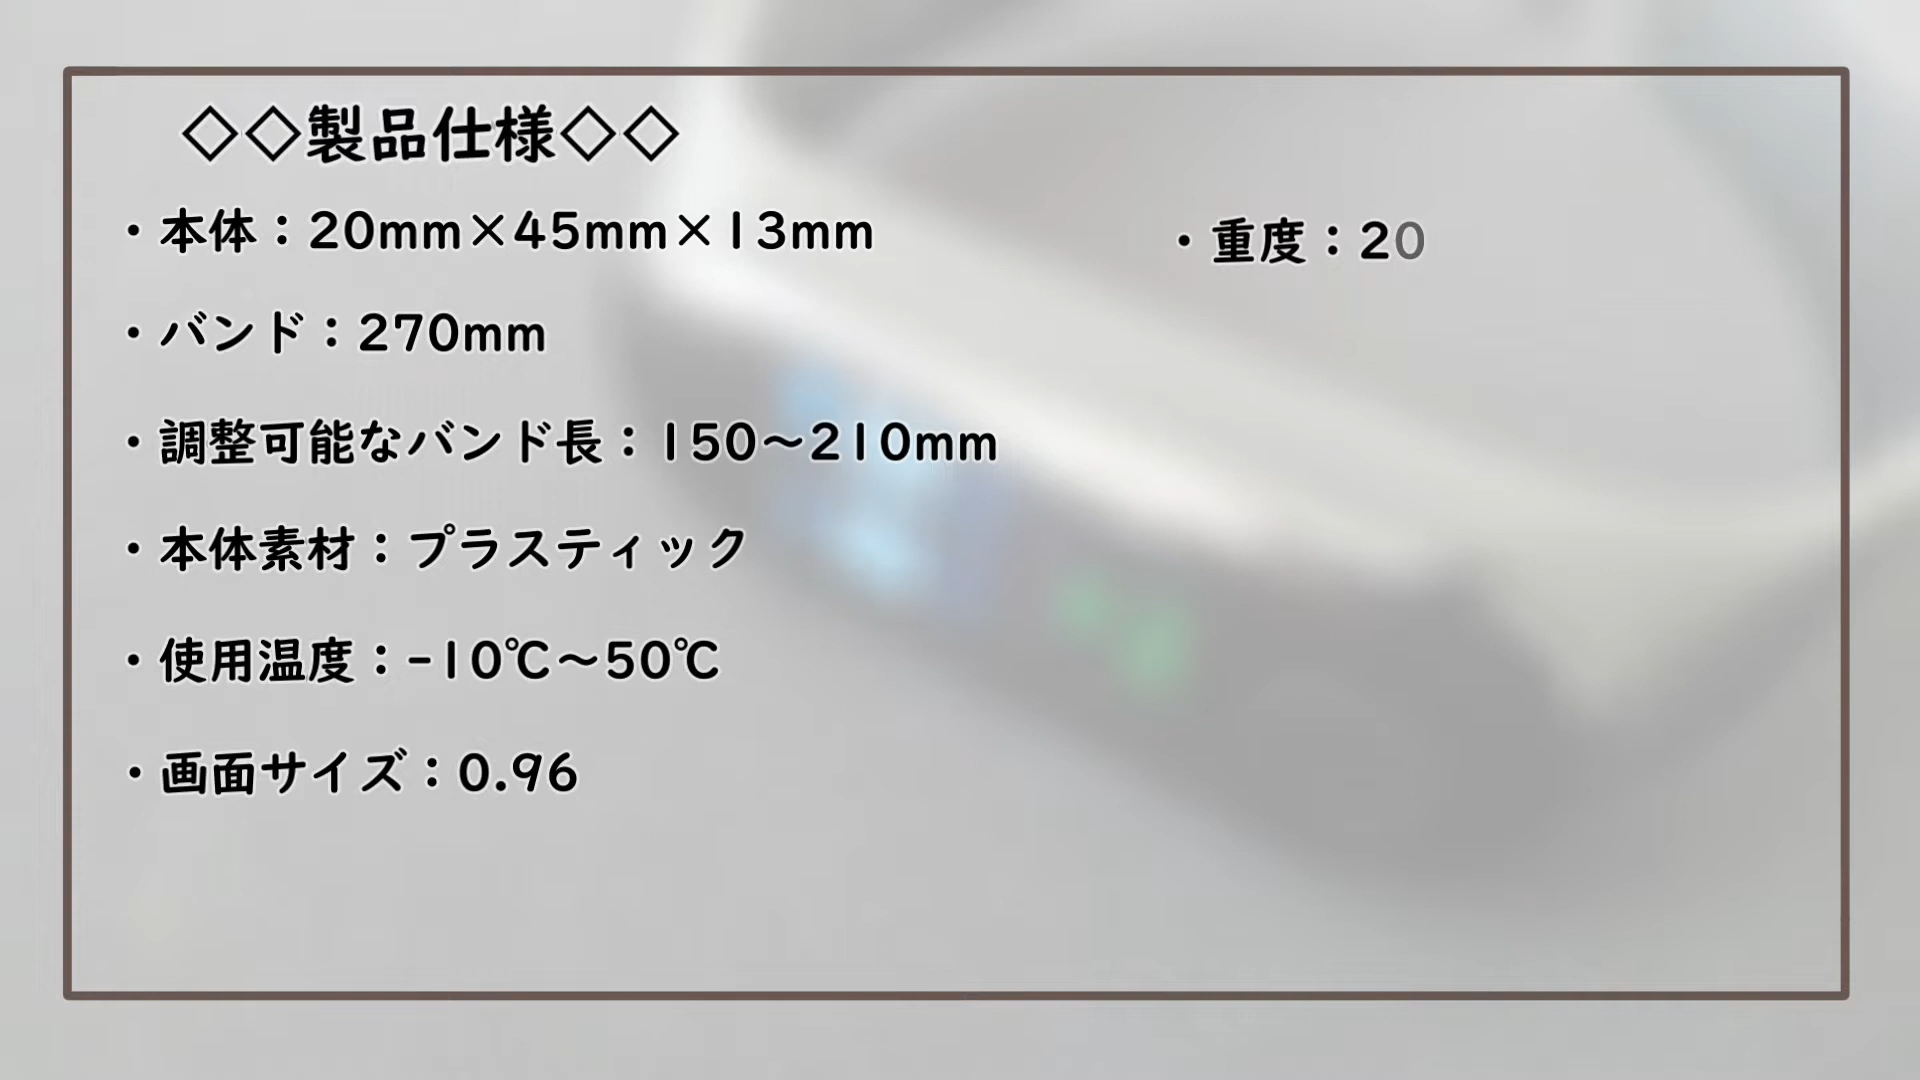 ◇◇製品仕様◇◇
・本体：20mm×45mm×13mm
・バンド：270mm
・調整可能なバンド長：150～210mm
・本体素材：プラスティック
・使用温度：-10℃～50℃
・画面サイズ：0.96
・重度：20